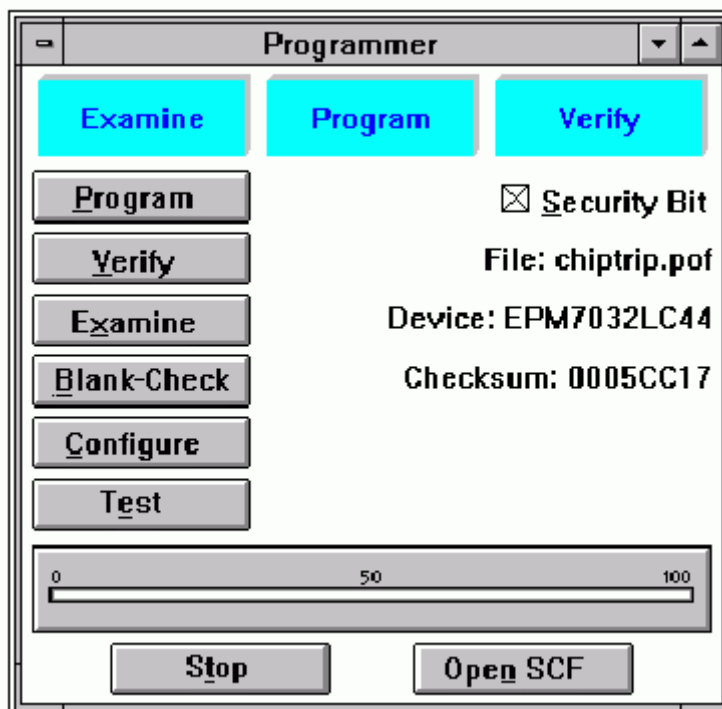 Programmer
Examine Program Verify
Program
Security Bit
Verify
File: chiptrip.pof
Examine
Device: EPM7032LC44
Blank-Check
Checksum: 0005CC17
Configure
Test
0 50 100
Stop Open SCF